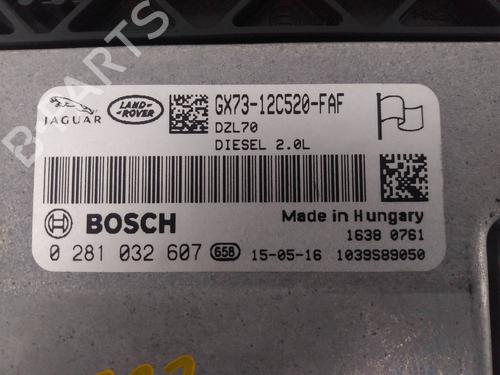 JAGUAR
LAND-
ROVER
GX73-12C520-FAF
DZL70
DIESEL 2.0L
BOSCH
Made in Hungary
1638 0761
0 281 032 607 658 15-05-16 1039S89050
B-PARTS